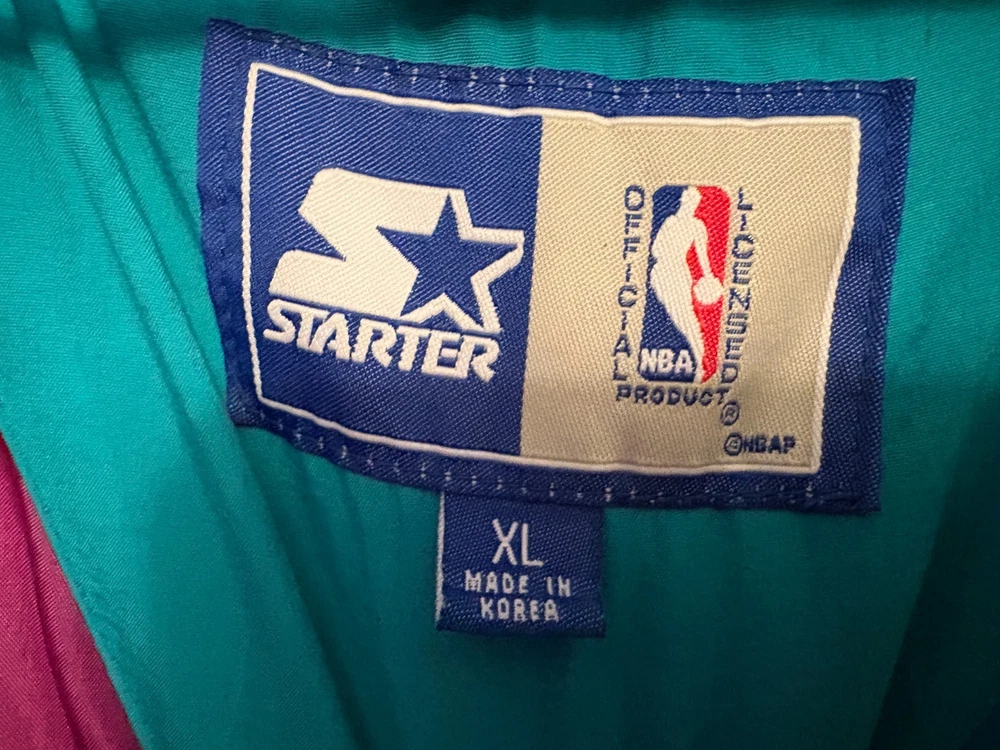 STARTER
OFFICIAL
LICENSED
NBA
PRODUCT®
©NBAP
XL
MADE IN
KOREA